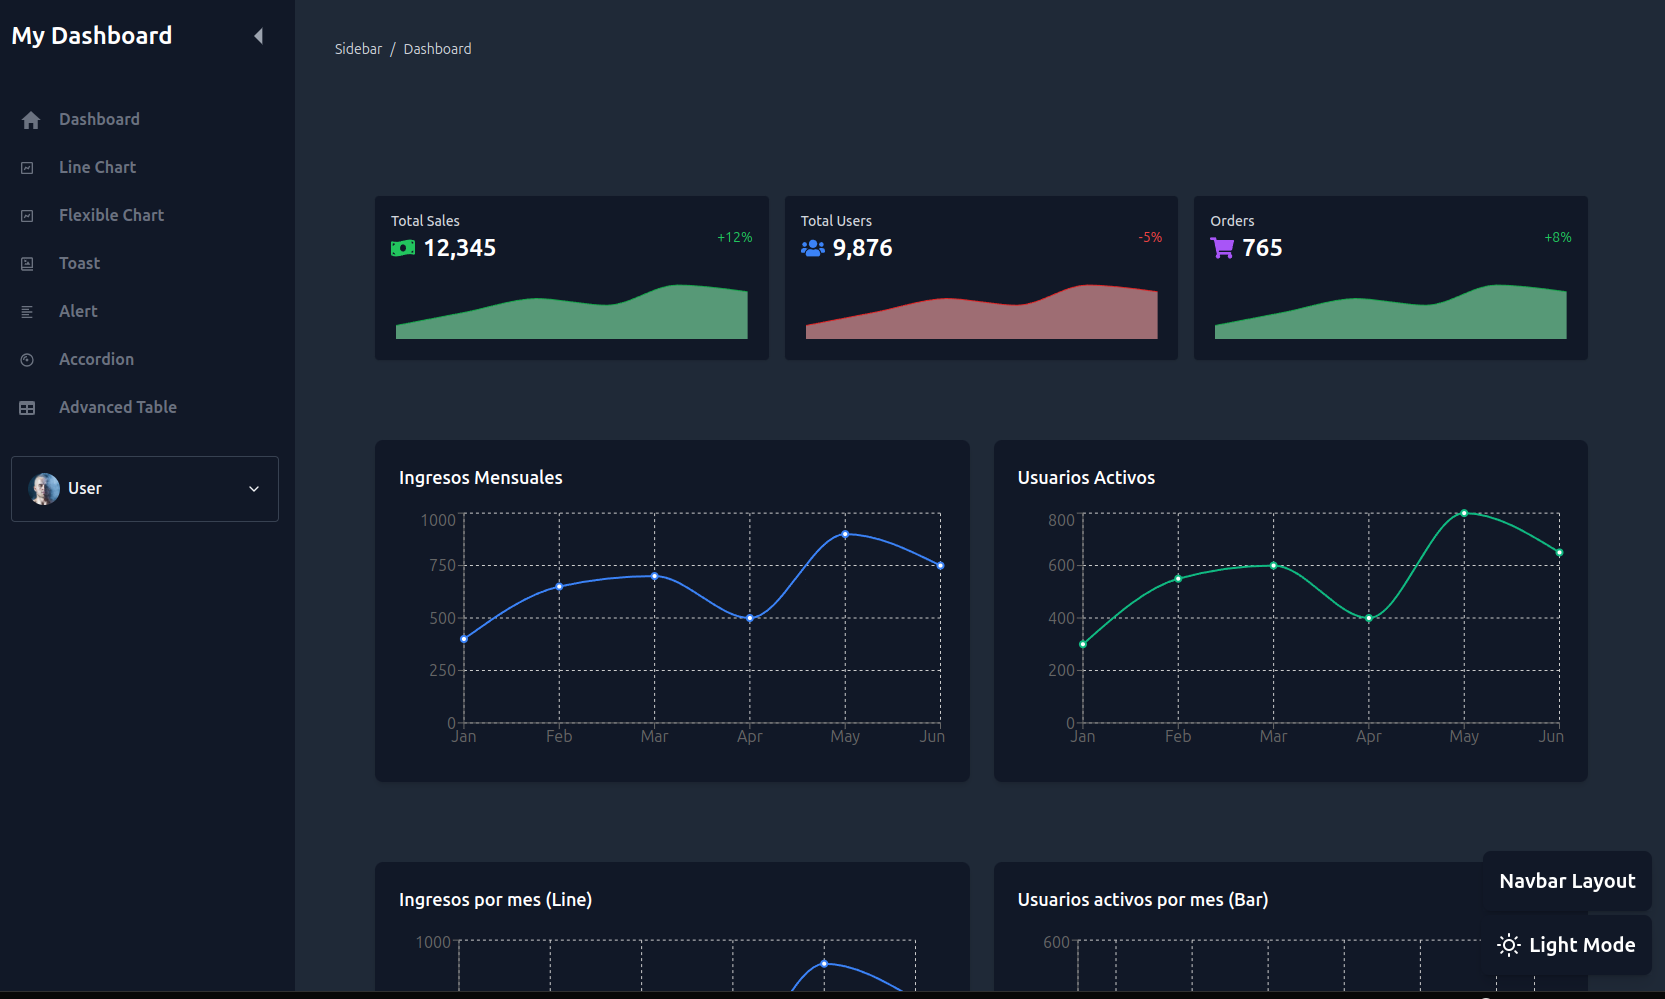 My Dashboard
Sidebar / Dashboard
Dashboard
Line Chart
Flexible Chart
Toast
Alert
Accordion
Advanced Table
User
Total Sales
12,345
+12%
Total Users
9,876
-5%
Orders
765
+8%
Ingresos Mensuales
1000
750
500
250
0
Jan Feb Mar Apr May Jun
Usuarios Activos
800
600
400
200
0
Jan Feb Mar Apr May Jun
Ingresos por mes (Line)
1000
Usuarios activos por mes (Bar)
600
Navbar Layout
Light Mode